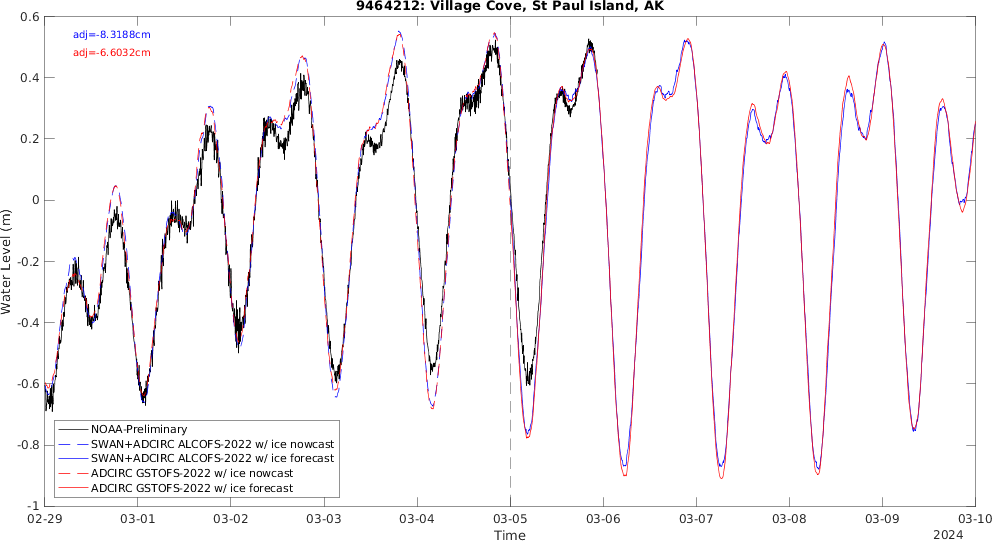 9464212: Village Cove, St Paul Island, AK
adj=-8.3188cm
adj=-6.6032cm
Water Level (m)
0.6
0.4
0.2
0
-0.2
-0.4
-0.6
-0.8
-1
NOAA-Preliminary
SWAN+ADCIRC ALCOFS-2022 w/ ice nowcast
SWAN+ADCIRC ALCOFS-2022 w/ ice forecast
ADCIRC GSTOFS-2022 w/ ice nowcast
ADCIRC GSTOFS-2022 w/ ice forecast
02-29 03-01 03-02 03-03 03-04 03-05 03-06 03-07 03-08 03-09 03-10
Time
2024